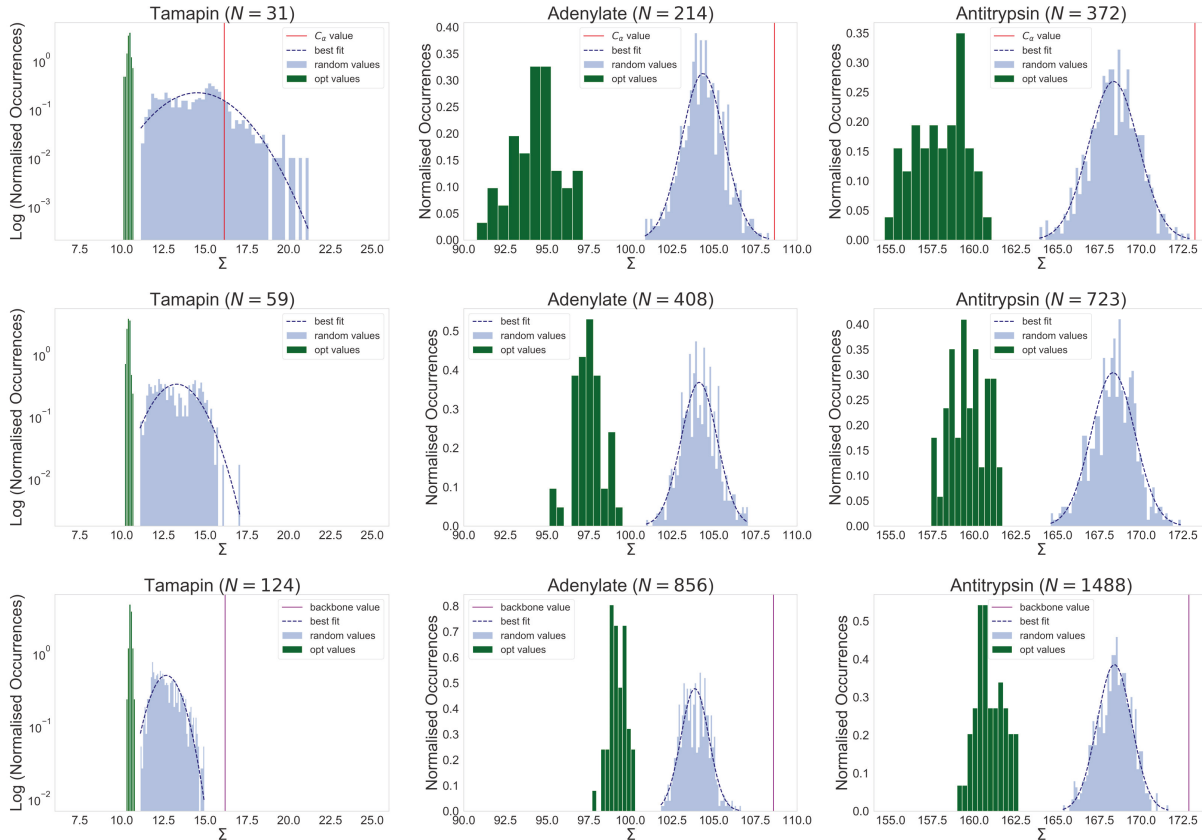 Tamapin (N = 31)
Log (Normalised Occurrences)
10⁰
10⁻¹
10⁻²
10⁻³
Cα value
best fit
random values
opt values
7.5 10.0 12.5 15.0 17.5 20.0 22.5 25.0
Σ
Adenylate (N = 214)
Normalised Occurrences
0.40
0.35
0.30
0.25
0.20
0.15
0.10
0.05
0.00
Cα value
best fit
random values
opt values
90.0 92.5 95.0 97.5 100.0 102.5 105.0 107.5 110.0
Σ
Antitrypsin (N = 372)
Normalised Occurrences
0.35
0.30
0.25
0.20
0.15
0.10
0.05
0.00
Cα value
best fit
random values
opt values
155.0 157.5 160.0 162.5 165.0 167.5 170.0 172.5
Σ
Tamapin (N = 59)
Log (Normalised Occurrences)
10⁰
10⁻¹
10⁻²
best fit
random values
opt values
7.5 10.0 12.5 15.0 17.5 20.0 22.5 25.0
Σ
Adenylate (N = 408)
Normalised Occurrences
0.5
0.4
0.3
0.2
0.1
0.0
best fit
random values
opt values
90.0 92.5 95.0 97.5 100.0 102.5 105.0 107.5 110.0
Σ
Antitrypsin (N = 723)
Normalised Occurrences
0.40
0.35
0.30
0.25
0.20
0.15
0.10
0.05
0.00
best fit
random values
opt values
155.0 157.5 160.0 162.5 165.0 167.5 170.0 172.5
Σ
Tamapin (N = 124)
Log (Normalised Occurrences)
10⁰
10⁻¹
10⁻²
backbone value
best fit
random values
opt values
7.5 10.0 12.5 15.0 17.5 20.0 22.5 25.0
Σ
Adenylate (N = 856)
Normalised Occurrences
0.8
0.7
0.6
0.5
0.4
0.3
0.2
0.1
0.0
backbone value
best fit
random values
opt values
90.0 92.5 95.0 97.5 100.0 102.5 105.0 107.5 110.0
Σ
Antitrypsin (N = 1488)
Normalised Occurrences
0.5
0.4
0.3
0.2
0.1
0.0
backbone value
best fit
random values
opt values
155.0 157.5 160.0 162.5 165.0 167.5 170.0 172.5
Σ